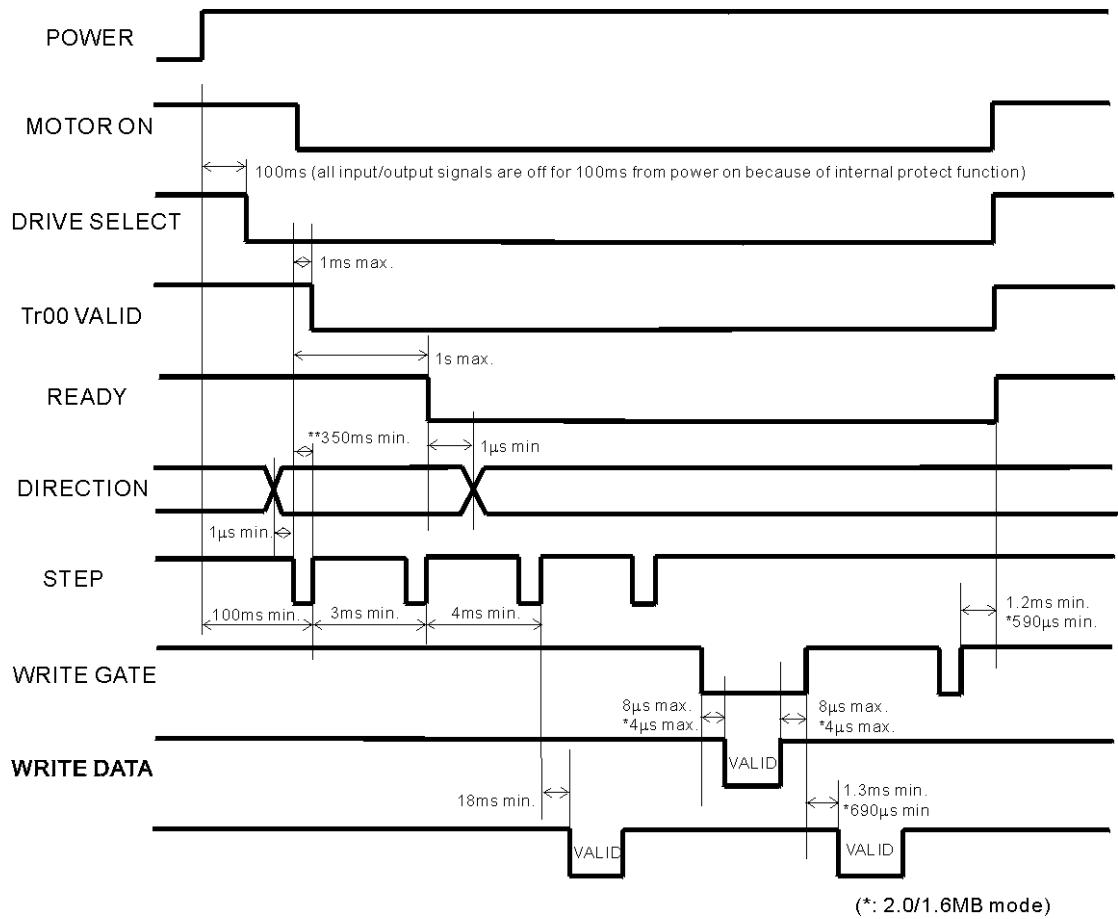 POWER
MOTOR ON
100ms (all input/output signals are off for 100ms from power on because of internal protect function)
DRIVE SELECT
1ms max.
Tr00 VALID
1s max.
READY
**350ms min.
1µs min
DIRECTION
1µs min.
STEP
100ms min.
3ms min.
4ms min.
1.2ms min.
*590µs min.
WRITE GATE
8µs max.
*4µs max.
8µs max.
*4µs max.
WRITE DATA
VALID
18ms min.
1.3ms min.
*690µs min
VALID
VALID
(*: 2.0/1.6MB mode)